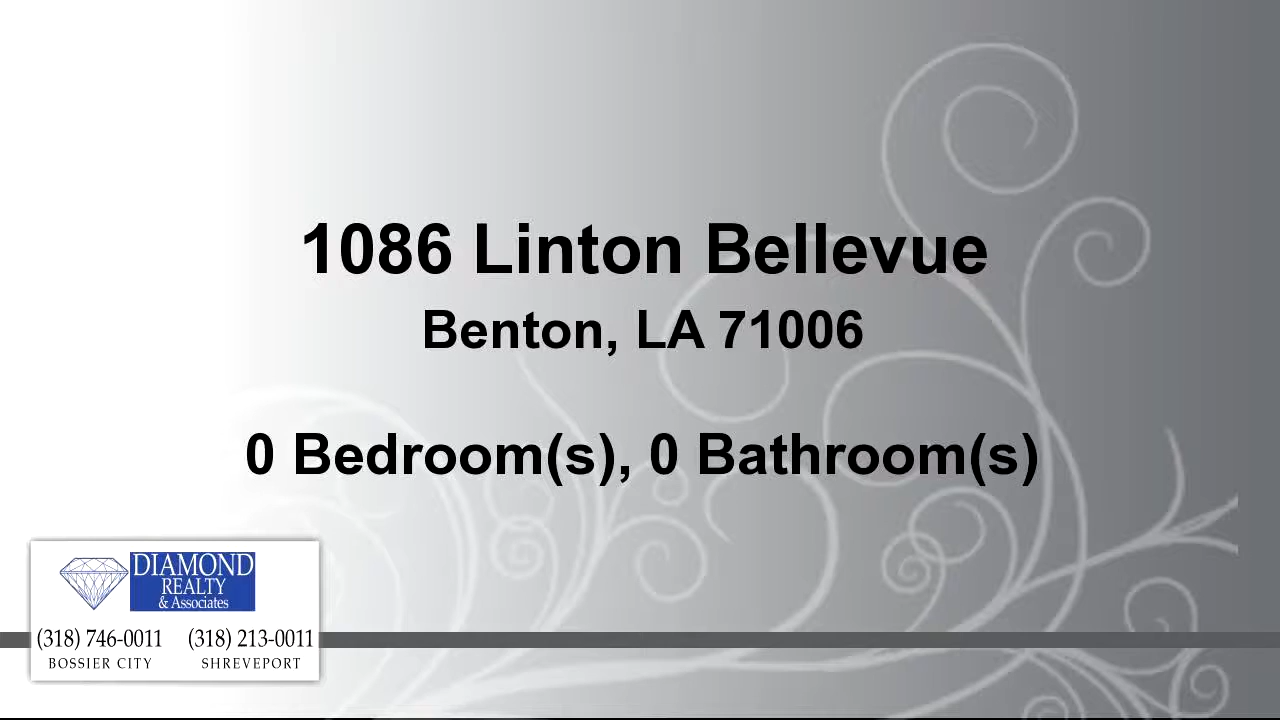 1086 Linton Bellevue
Benton, LA 71006
0 Bedroom(s), 0 Bathroom(s)
DIAMOND
REALTY
& Associates
(318) 746-0011 (318) 213-0011
BOSSIER CITY SHREVEPORT